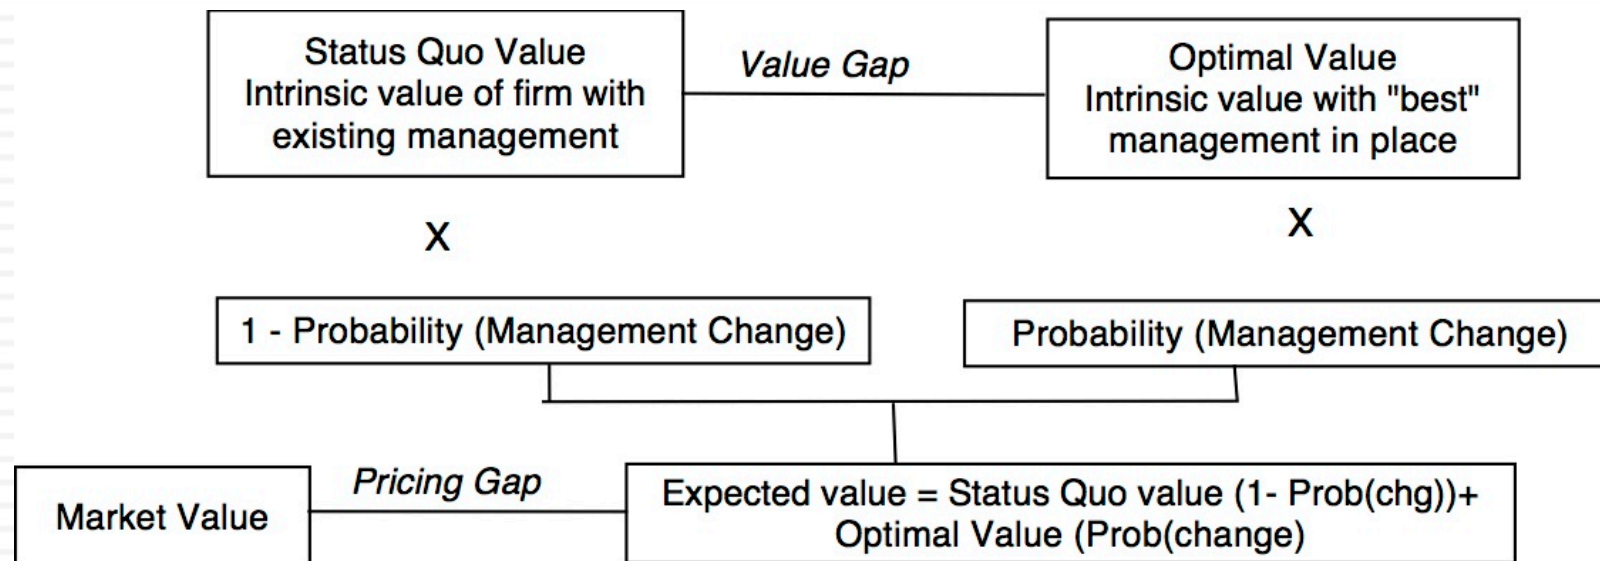 Status Quo Value
Intrinsic value of firm with
existing management
Value Gap
Optimal Value
Intrinsic value with "best"
management in place
X
X
1 - Probability (Management Change)
Probability (Management Change)
Market Value
Pricing Gap
Expected value = Status Quo value (1- Prob(chg))+
Optimal Value (Prob(change)